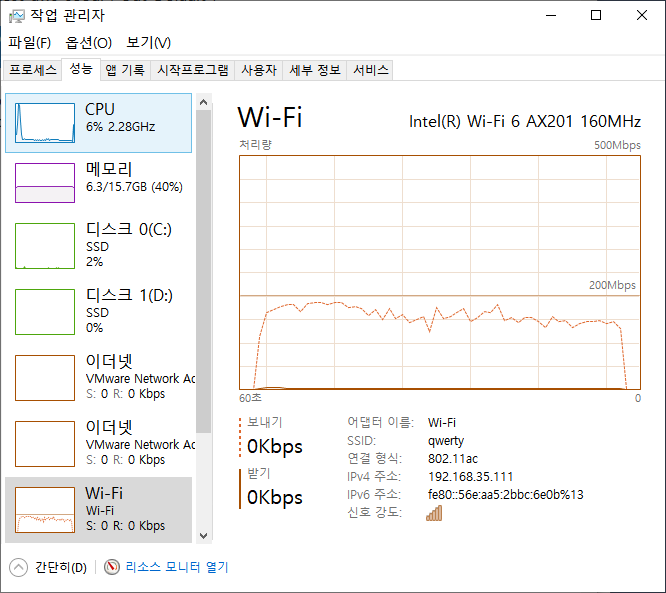 작업 관리자
파일(F) 옵션(O) 보기(V)
프로세스 성능 앱 기록 시작프로그램 사용자 세부 정보 서비스
CPU
6% 2.28GHz
메모리
6.3/15.7GB (40%)
디스크 0(C:)
SSD
2%
디스크 1(D:)
SSD
0%
이더넷
VMware Network Ac
S: 0 R: 0 Kbps
이더넷
VMware Network Ac
S: 0 R: 0 Kbps
Wi-Fi
Wi-Fi
S: 0 R: 0 Kbps
Wi-Fi Intel(R) Wi-Fi 6 AX201 160MHz
처리량 500Mbps
200Mbps
60초 0
보내기
0Kbps
받기
0Kbps
어댑터 이름: Wi-Fi
SSID: qwerty
연결 형식: 802.11ac
IPv4 주소: 192.168.35.111
IPv6 주소: fe80::56e:aa5:2bbc:6e0b%13
신호 강도:
간단히(D) 리소스 모니터 열기